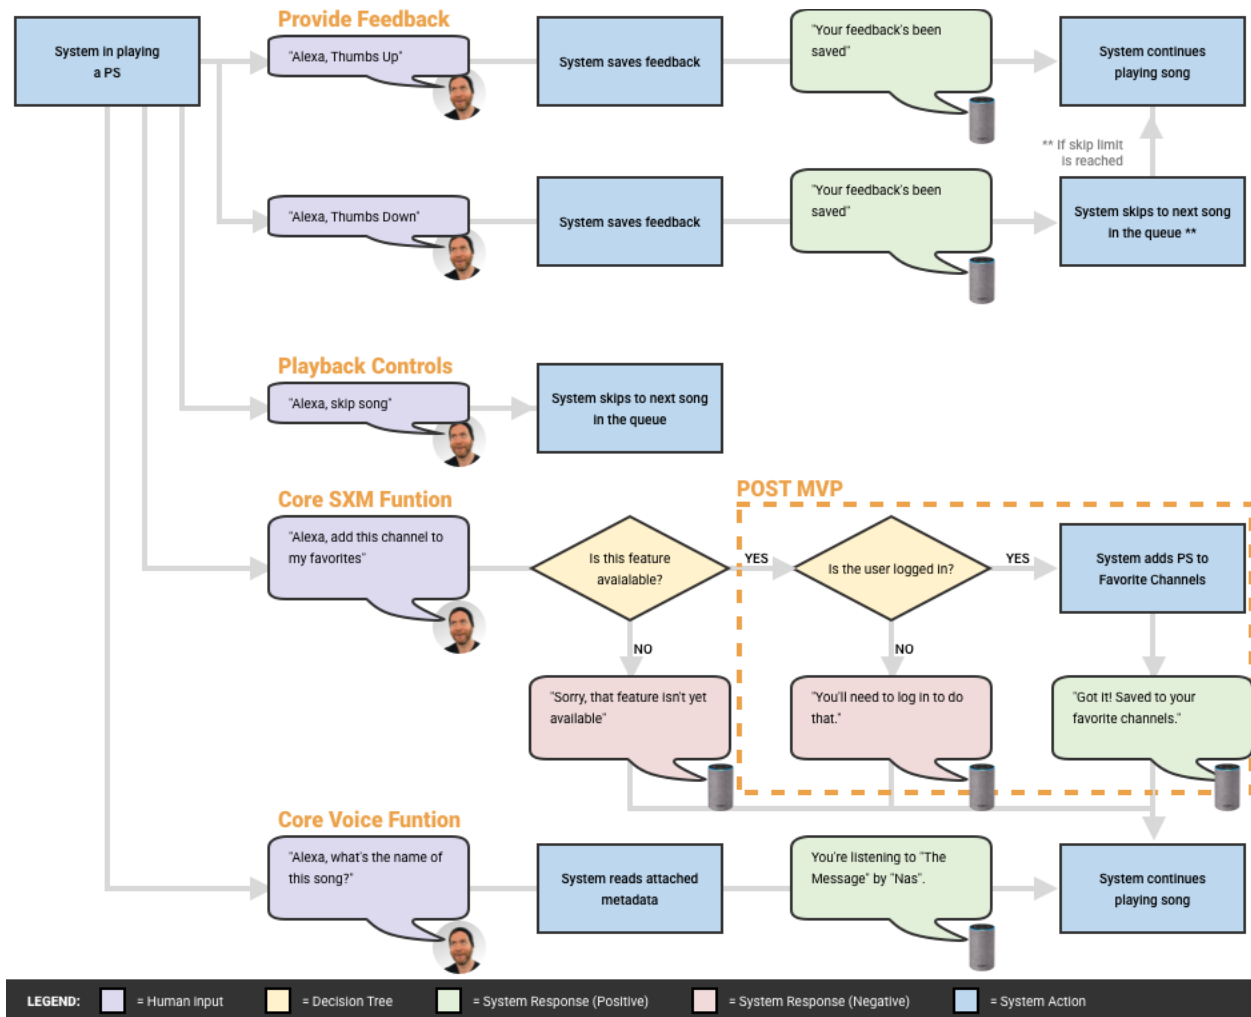 Provide Feedback
System in playing
a PS
"Alexa, Thumbs Up"
System saves feedback
"Your feedback's been
saved"
System continues
playing song
** If skip limit
is reached
"Alexa, Thumbs Down"
System saves feedback
"Your feedback's been
saved"
System skips to next song
in the queue **
Playback Controls
"Alexa, skip song"
System skips to next song
in the queue
Core SXM Funtion
POST MVP
"Alexa, add this channel to
my favorites"
Is this feature
avaialable?
YES
Is the user logged in?
YES
System adds PS to
Favorite Channels
NO
NO
"Sorry, that feature isn't yet
available"
"You'll need to log in to do
that."
"Got it! Saved to your
favorite channels."
Core Voice Funtion
"Alexa, what's the name of
this song?"
System reads attached
metadata
You're listening to "The
Message" by "Nas".
System continues
playing song
LEGEND: = Human input = Decision Tree = System Response (Positive) = System Response (Negative) = System Action